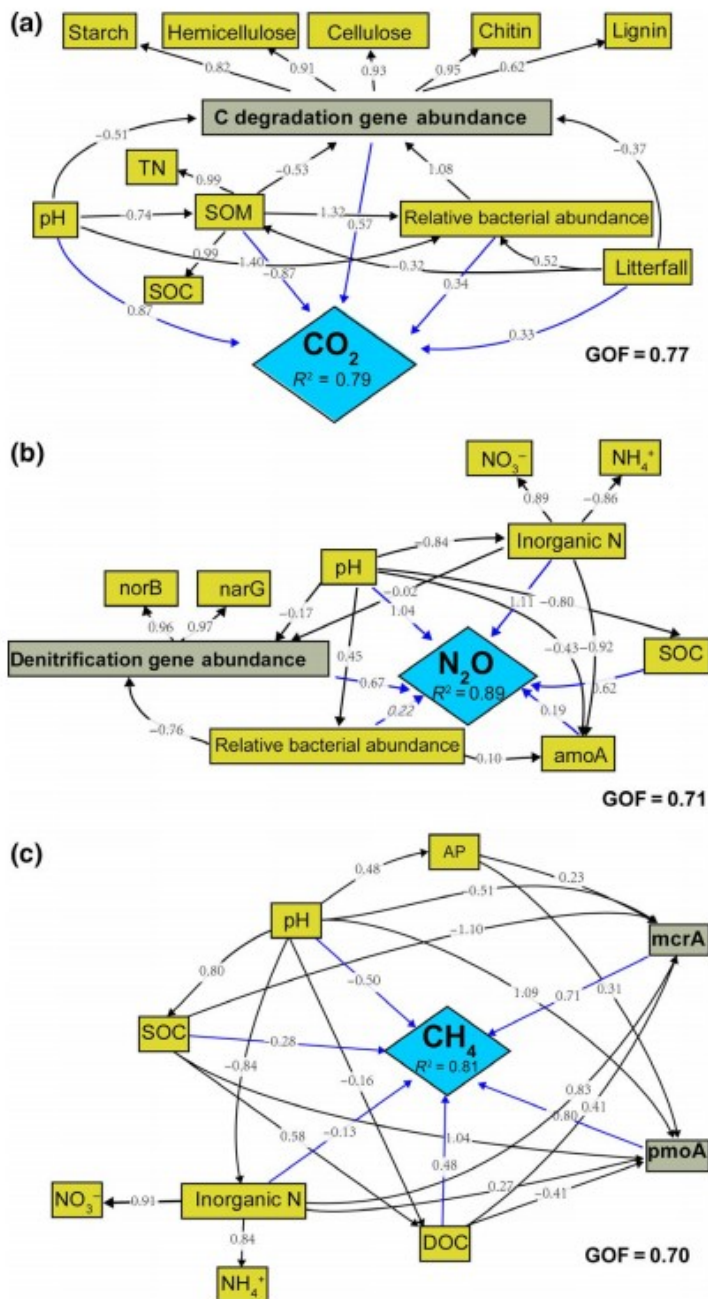 (a)
Starch Hemicellulose Cellulose Chitin Lignin
0.82 0.91 0.93 0.95 0.62
C degradation gene abundance
−0.51 −0.37
TN 0.99 −0.53 1.08
pH −0.74 SOM 1.32 0.57 Relative bacterial abundance
0.99 1.40 −0.87 −0.32 0.52
SOC 0.34 Litterfall
0.87 0.33
CO2
R2 = 0.79
GOF = 0.77
(b)
NO3− NH4+
0.89 −0.86
−0.84 Inorganic N
norB narG pH
0.96 0.97 −0.17 −0.02 1.04 1.11 −0.80
Denitrification gene abundance 0.45 −0.43 −0.92 SOC
N2O
R2 = 0.89
0.67 0.62
−0.76 0.22 0.19
Relative bacterial abundance 0.10 amoA
GOF = 0.71
(c)
AP
0.48 0.23
pH 0.51 mcrA
0.80 −1.10
−0.50 1.09 0.71 0.31
SOC −0.28 CH4
R2 = 0.81
−0.84 −0.16 0.83 0.41
−0.13 0.80
0.58 1.04 pmoA
0.48
NO3− 0.91 Inorganic N 0.27 −0.41
0.84 DOC
NH4+
GOF = 0.70